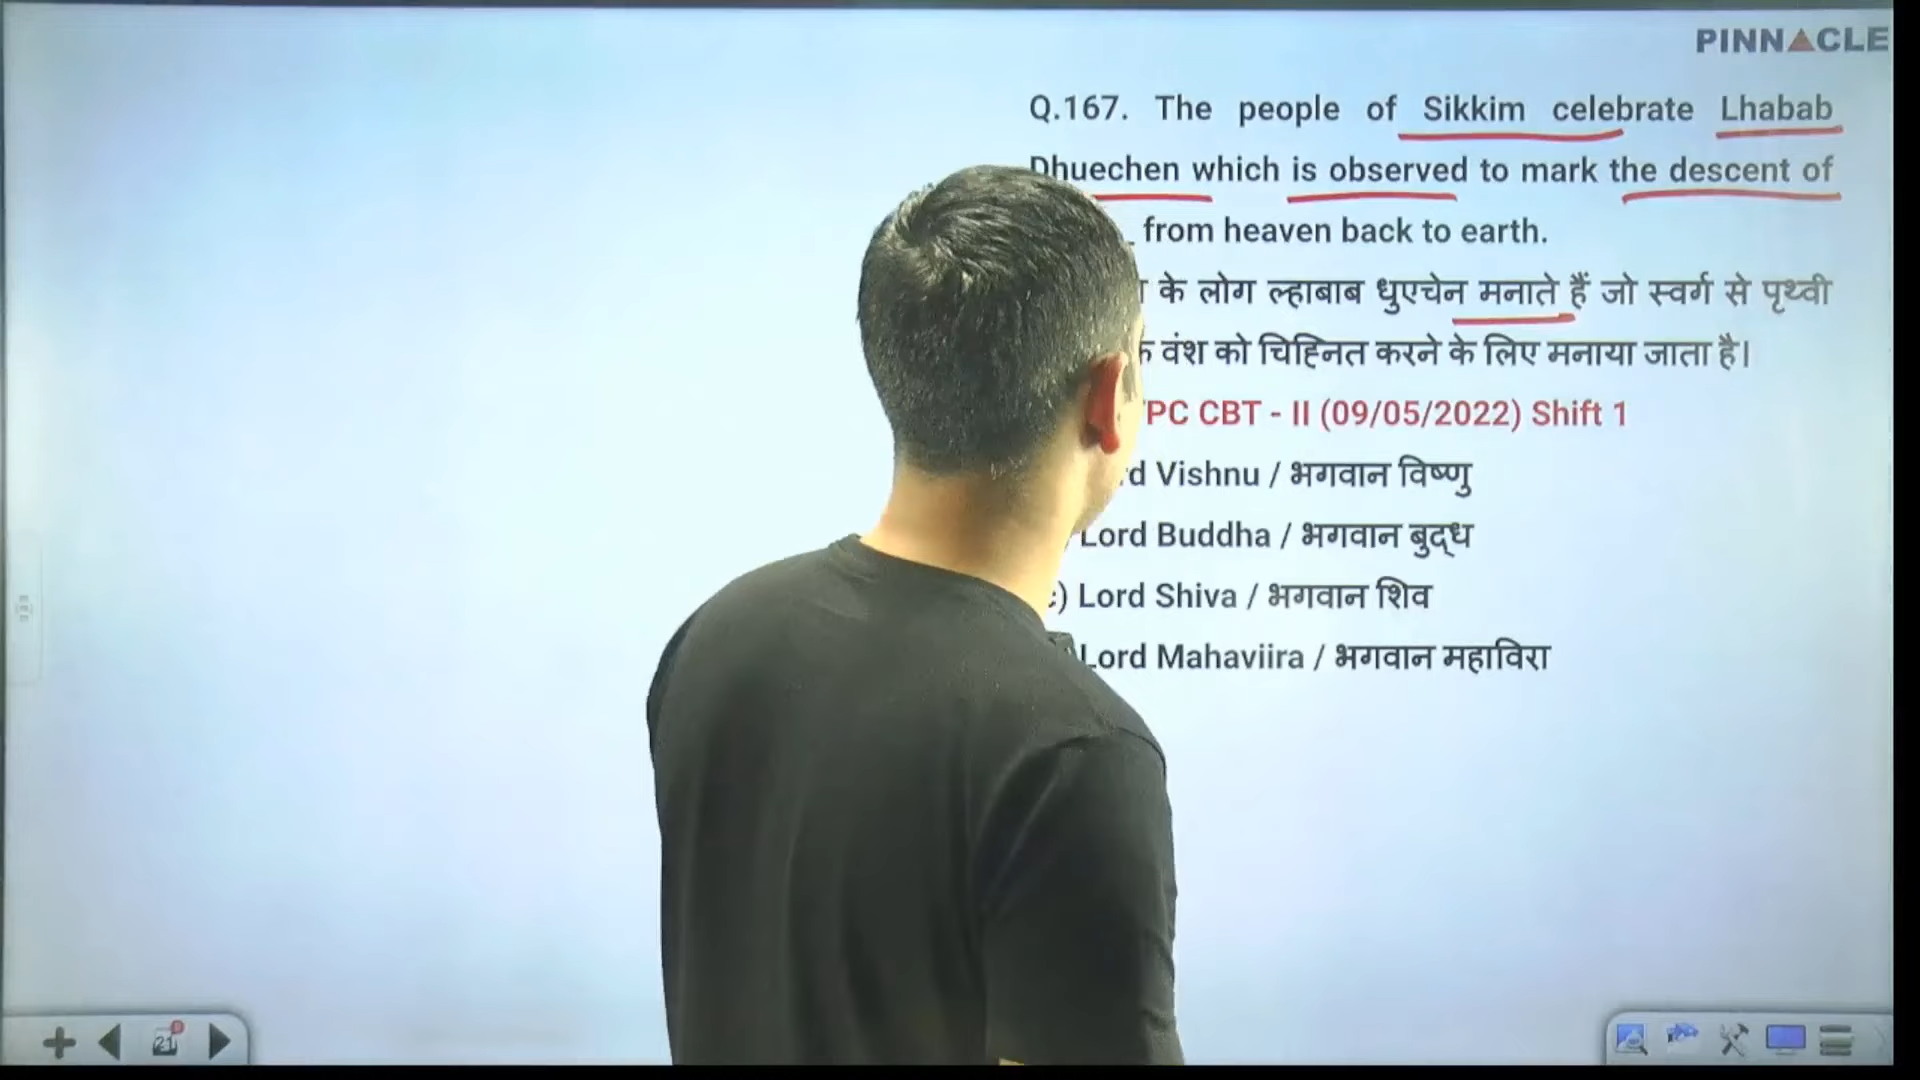 PINNACLE
Q.167. The people of Sikkim celebrate Lhabab
Dhuechen which is observed to mark the descent of
from heaven back to earth.
के लोग ल्हाबाब धुएचेन मनाते हैं जो स्वर्ग से पृथ्वी
वंश को चिह्नित करने के लिए मनाया जाता है।
CBT - II (09/05/2022) Shift 1
Vishnu / भगवान विष्णु
Lord Buddha / भगवान बुद्ध
Lord Shiva / भगवान शिव
Lord Mahaviira / भगवान महाविरा
21